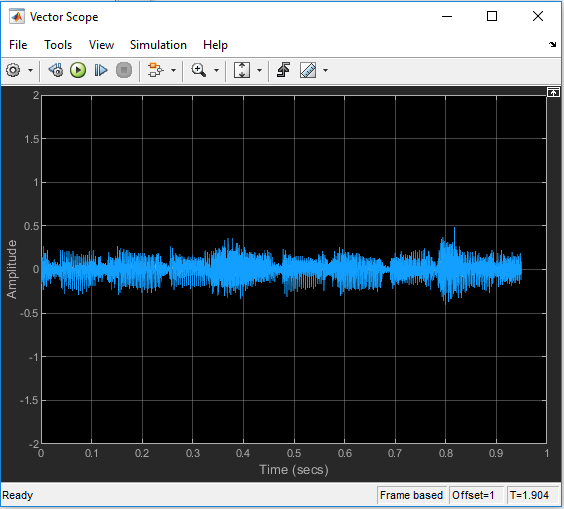 Vector Scope
File Tools View Simulation Help
2
1.5
1
0.5
0
-0.5
-1
-1.5
-2
Amplitude
0 0.1 0.2 0.3 0.4 0.5 0.6 0.7 0.8 0.9 1
Time (secs)
Ready Frame based Offset=1 T=1.904